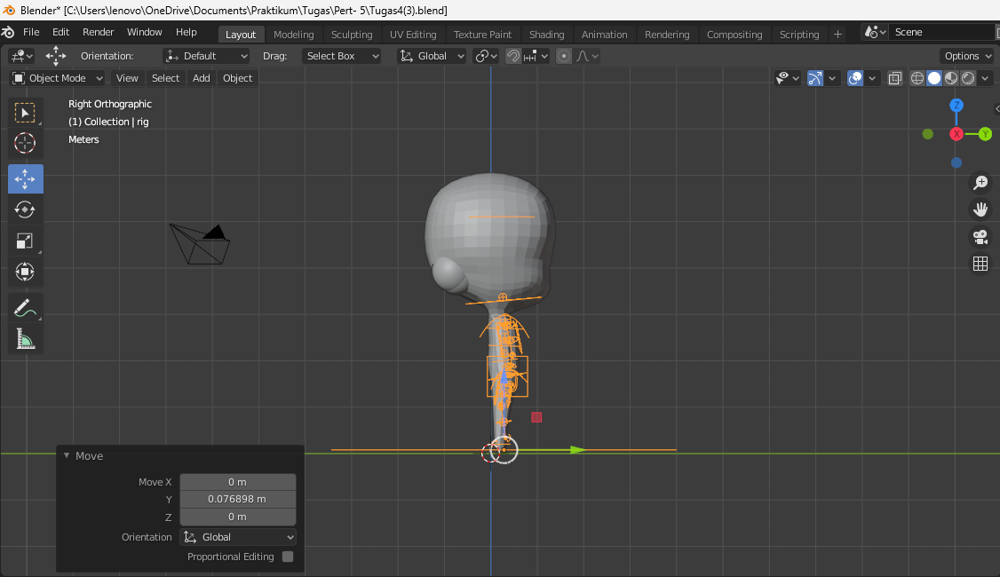 Blender* [C:\Users\lenovo\OneDrive\Documents\Praktikum\Tugas\Pert- 5\Tugas4(3).blend]
File Edit Render Window Help Layout Modeling Sculpting UV Editing Texture Paint Shading Animation Rendering Compositing Scripting + Scene
Orientation: Default Drag: Select Box Global Options
Object Mode View Select Add Object
Right Orthographic
(1) Collection | rig
Meters
Z
X Y
Move
Move X 0 m
Y 0.076898 m
Z 0 m
Orientation Global
Proportional Editing